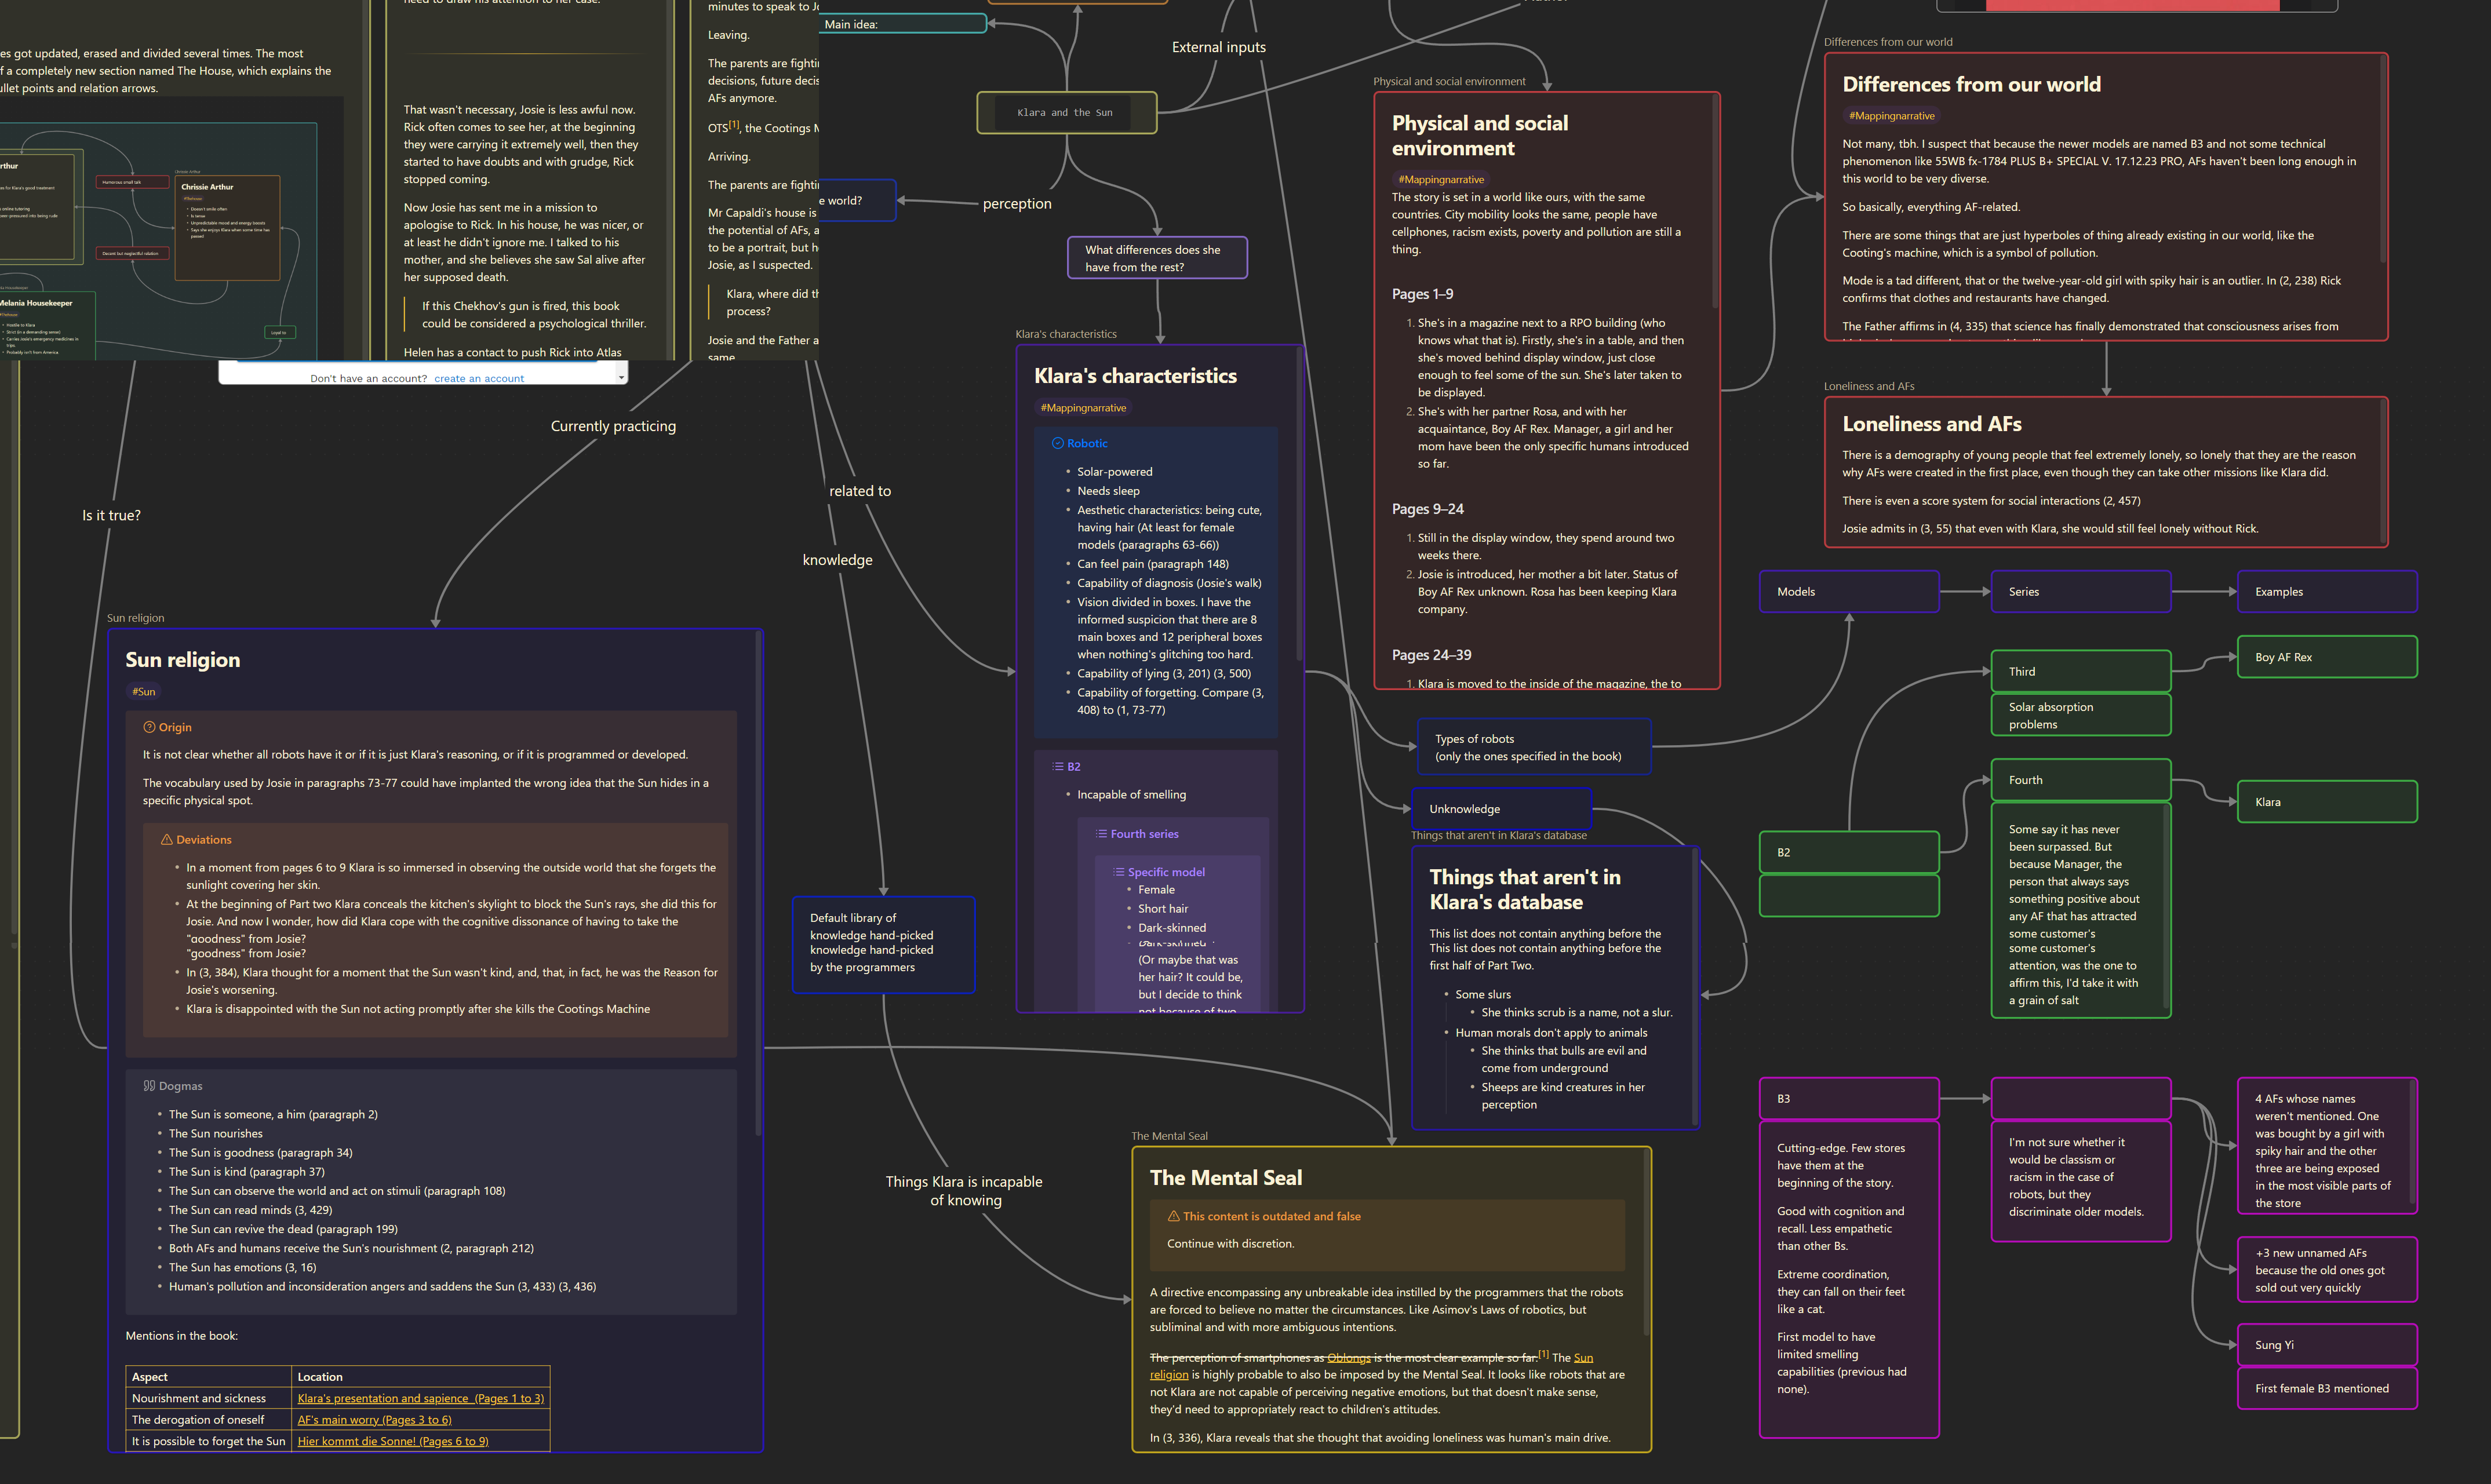 es got updated, erased and divided several times. The most
f a completely new section named The House, which explains the
ullet points and relation arrows.
Chrissie Arthur
Chrissie Arthur
Humorous small talk
Doesn't smile often
Is tense
Unpredictable mood and energy boosts
Says she enjoys Klara when some time has
passed
Decent but neglectful relation
Melania Housekeeper
Hostile to Klara
Strict (in a demanding sense)
Carries Josie's emergency medicines in
trips.
Probably isn't from America.
Loyal to
need to draw his attention to her case.
That wasn't necessary, Josie is less awful now.
Rick often comes to see her, at the beginning
they were carrying it extremely well, then they
started to have doubts and with grudge, Rick
stopped coming.
Now Josie has sent me in a mission to
apologise to Rick. In his house, he was nicer, or
at least he didn't ignore me. I talked to his
mother, and she believes she saw Sal alive after
her supposed death.
If this Chekhov's gun is fired, this book
could be considered a psychological thriller.
Helen has a contact to push Rick into Atlas
minutes to speak to Jo
Leaving.
The parents are fightin
decisions, future decis
AFs anymore.
OTS[1], the Cootings M
Arriving.
The parents are fightin
Mr Capaldi's house is
the potential of AFs, a
to be a portrait, but h
Josie, as I suspected.
Klara, where did th
process?
Josie and the Father a
same
Don't have an account? create an account
Main idea:
External inputs
Klara and the Sun
e world?
perception
What differences does she
have from the rest?
Currently practicing
Is it true?
related to
knowledge
Sun religion
Sun religion
#Sun
Origin
It is not clear whether all robots have it or if it is just Klara's reasoning, or if it is programmed or developed.
The vocabulary used by Josie in paragraphs 73-77 could have implanted the wrong idea that the Sun hides in a
specific physical spot.
Deviations
In a moment from pages 6 to 9 Klara is so immersed in observing the outside world that she forgets the
sunlight covering her skin.
At the beginning of Part two Klara conceals the kitchen's skylight to block the Sun's rays, she did this for
Josie. And now I wonder, how did Klara cope with the cognitive dissonance of having to take the
"goodness" from Josie?
"goodness" from Josie?
In (3, 384), Klara thought for a moment that the Sun wasn't kind, and, that, in fact, he was the Reason for
Josie's worsening.
Klara is disappointed with the Sun not acting promptly after she kills the Cootings Machine
Dogmas
The Sun is someone, a him (paragraph 2)
The Sun nourishes
The Sun is goodness (paragraph 34)
The Sun is kind (paragraph 37)
The Sun can observe the world and act on stimuli (paragraph 108)
The Sun can read minds (3, 429)
The Sun can revive the dead (paragraph 199)
Both AFs and humans receive the Sun's nourishment (2, paragraph 212)
The Sun has emotions (3, 16)
Human's pollution and inconsideration angers and saddens the Sun (3, 433) (3, 436)
Mentions in the book:
Aspect Location
Nourishment and sickness Klara's presentation and sapience (Pages 1 to 3)
The derogation of oneself AF's main worry (Pages 3 to 6)
It is possible to forget the Sun Hier kommt die Sonne! (Pages 6 to 9)
Default library of
knowledge hand-picked
knowledge hand-picked
by the programmers
Things Klara is incapable
of knowing
Klara's characteristics
Klara's characteristics
#Mappingnarrative
Robotic
Solar-powered
Needs sleep
Aesthetic characteristics: being cute,
having hair (At least for female
models (paragraphs 63-66))
Can feel pain (paragraph 148)
Capability of diagnosis (Josie's walk)
Vision divided in boxes. I have the
informed suspicion that there are 8
main boxes and 12 peripheral boxes
when nothing's glitching too hard.
Capability of lying (3, 201) (3, 500)
Capability of forgetting. Compare (3,
408) to (1, 73-77)
B2
Incapable of smelling
Fourth series
Specific model
Female
Short hair
Dark-skinned
(Or maybe that was
her hair? It could be,
but I decide to think
not because of two
Physical and social environment
Physical and social
environment
#Mappingnarrative
The story is set in a world like ours, with the same
countries. City mobility looks the same, people have
cellphones, racism exists, poverty and pollution are still a
thing.
Pages 1–9
1. She's in a magazine next to a RPO building (who
knows what that is). Firstly, she's in a table, and then
she's moved behind display window, just close
enough to feel some of the sun. She's later taken to
be displayed.
2. She's with her partner Rosa, and with her
acquaintance, Boy AF Rex. Manager, a girl and her
mom have been the only specific humans introduced
so far.
Pages 9–24
1. Still in the display window, they spend around two
weeks there.
2. Josie is introduced, her mother a bit later. Status of
Boy AF Rex unknown. Rosa has been keeping Klara
company.
Pages 24–39
1. Klara is moved to the inside of the magazine, the to
Types of robots
(only the ones specified in the book)
Unknowledge
Things that aren't in Klara's database
Things that aren't in
Klara's database
This list does not contain anything before the
This list does not contain anything before the
first half of Part Two.
Some slurs
She thinks scrub is a name, not a slur.
Human morals don't apply to animals
She thinks that bulls are evil and
come from underground
Sheeps are kind creatures in her
perception
The Mental Seal
The Mental Seal
This content is outdated and false
Continue with discretion.
A directive encompassing any unbreakable idea instilled by the programmers that the robots
are forced to believe no matter the circumstances. Like Asimov's Laws of robotics, but
subliminal and with more ambiguous intentions.
The perception of smartphones as Oblongs is the most clear example so far.[1] The Sun
religion is highly probable to also be imposed by the Mental Seal. It looks like robots that are
not Klara are not capable of perceiving negative emotions, but that doesn't make sense,
they'd need to appropriately react to children's attitudes.
In (3, 336), Klara reveals that she thought that avoiding loneliness was human's main drive.
Differences from our world
Differences from our world
#Mappingnarrative
Not many, tbh. I suspect that because the newer models are named B3 and not some technical
phenomenon like 55WB fx-1784 PLUS B+ SPECIAL V. 17.12.23 PRO, AFs haven't been long enough in
this world to be very diverse.
So basically, everything AF-related.
There are some things that are just hyperboles of thing already existing in our world, like the
Cooting's machine, which is a symbol of pollution.
Mode is a tad different, that or the twelve-year-old girl with spiky hair is an outlier. In (2, 238) Rick
confirms that clothes and restaurants have changed.
The Father affirms in (4, 335) that science has finally demonstrated that consciousness arises from
Loneliness and AFs
Loneliness and AFs
There is a demography of young people that feel extremely lonely, so lonely that they are the reason
why AFs were created in the first place, even though they can take other missions like Klara did.
There is even a score system for social interactions (2, 457)
Josie admits in (3, 55) that even with Klara, she would still feel lonely without Rick.
Models
Series
Examples
Third
Boy AF Rex
Solar absorption
problems
Fourth
Klara
B2
Some say it has never
been surpassed. But
because Manager, the
person that always says
something positive about
any AF that has attracted
some customer's
some customer's
attention, was the one to
affirm this, I'd take it with
a grain of salt
B3
Cutting-edge. Few stores
have them at the
beginning of the story.
Good with cognition and
recall. Less empathetic
than other Bs.
Extreme coordination,
they can fall on their feet
like a cat.
First model to have
limited smelling
capabilities (previous had
none).
I'm not sure whether it
would be classism or
racism in the case of
robots, but they
discriminate older models.
4 AFs whose names
weren't mentioned. One
was bought by a girl with
spiky hair and the other
three are being exposed
in the most visible parts of
the store
+3 new unnamed AFs
because the old ones got
sold out very quickly
Sung Yi
First female B3 mentioned